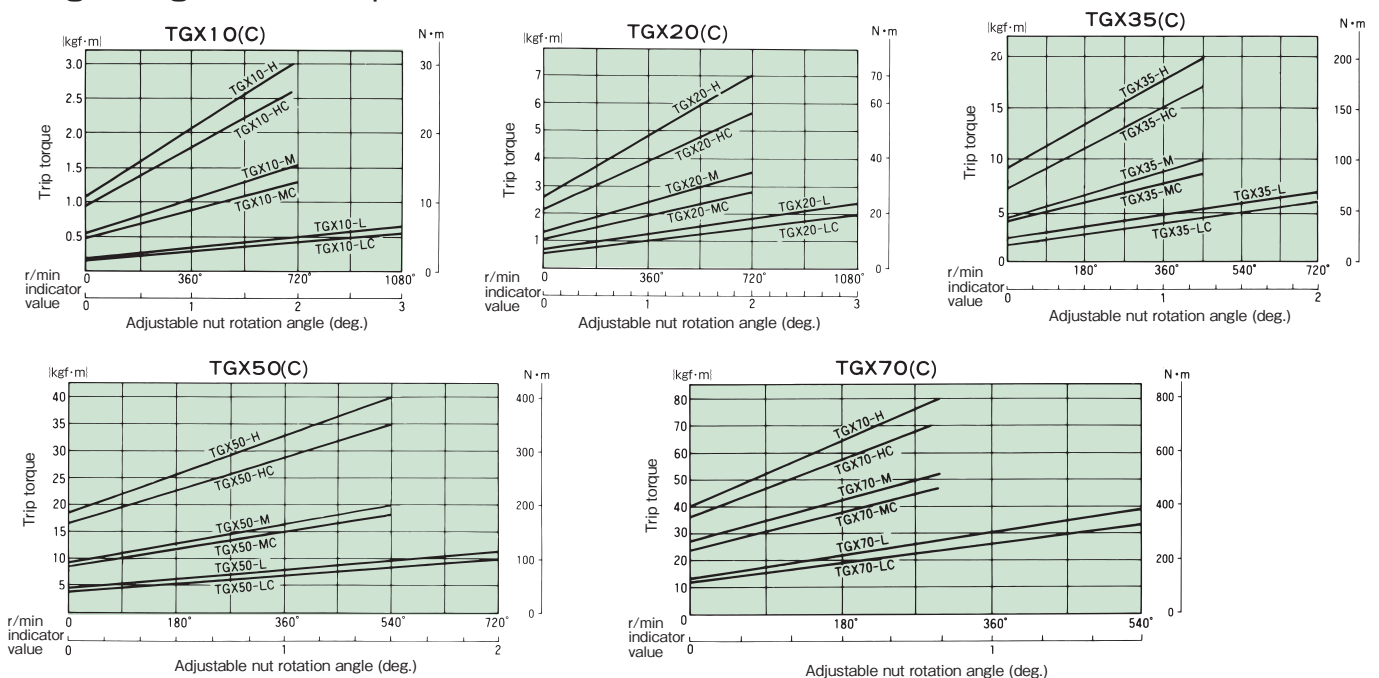 TGX10(C)
kgf·m
N·m
3.0
2.5
2.0
1.5
1.0
0.5
30
20
10
0
Trip torque
TGX10-H
TGX10-HC
TGX10-M
TGX10-MC
TGX10-L
TGX10-LC
0 360° 720° 1080°
r/min indicator value
0 1 2 3
Adjustable nut rotation angle (deg.)
TGX20(C)
kgf·m
N·m
7
6
5
4
3
2
1
70
60
40
20
0
Trip torque
TGX20-H
TGX20-HC
TGX20-M
TGX20-MC
TGX20-L
TGX20-LC
0 360° 720° 1080°
r/min indicator value
0 1 2 3
Adjustable nut rotation angle (deg.)
TGX35(C)
kgf·m
N·m
20
15
10
5
0
200
150
100
50
0
Trip torque
TGX35-H
TGX35-HC
TGX35-M
TGX35-MC
TGX35-L
TGX35-LC
180° 360° 540° 720°
r/min indicator value
0 1 2
Adjustable nut rotation angle (deg.)
TGX50(C)
kgf·m
N·m
40
35
30
25
20
15
10
5
400
300
200
100
0
Trip torque
TGX50-H
TGX50-HC
TGX50-M
TGX50-MC
TGX50-L
TGX50-LC
0 180° 360° 540° 720°
r/min indicator value
0 1 2
Adjustable nut rotation angle (deg.)
TGX70(C)
kgf·m
N·m
80
70
60
50
40
30
20
10
0
800
600
400
200
0
Trip torque
TGX70-H
TGX70-HC
TGX70-M
TGX70-MC
TGX70-L
TGX70-LC
180° 360° 540°
r/min indicator value
0 1
Adjustable nut rotation angle (deg.)